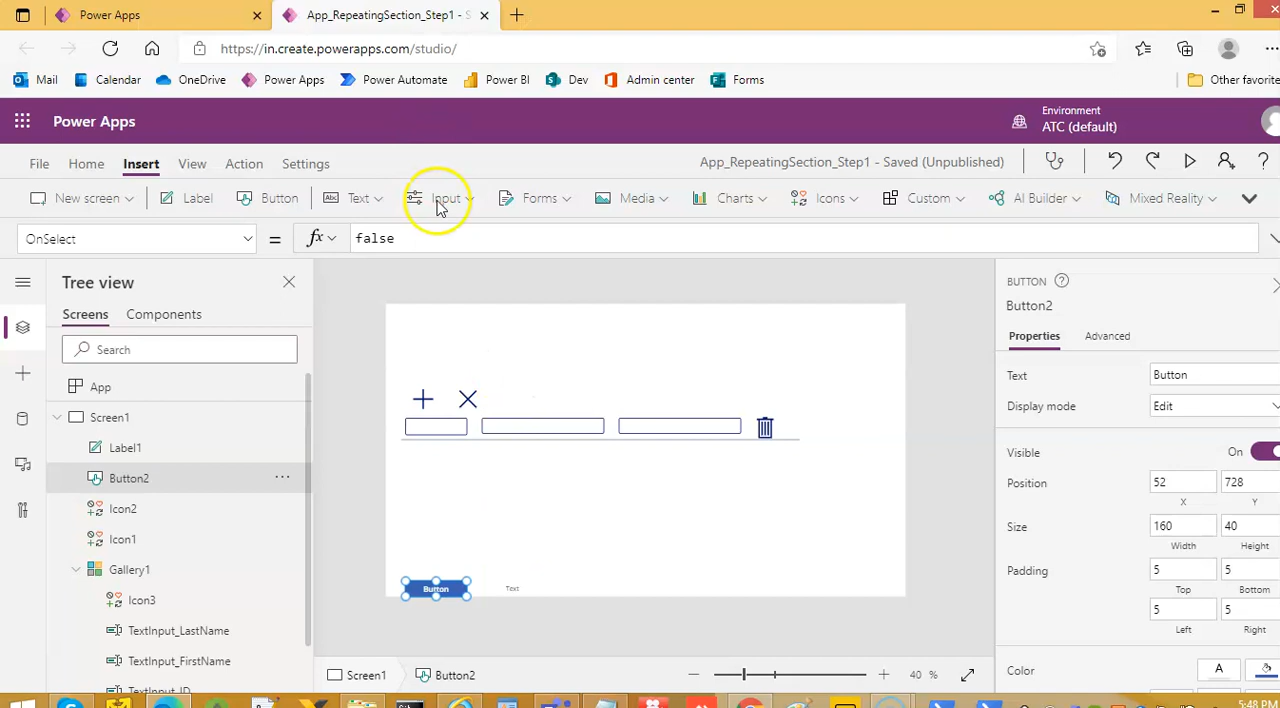 Power Apps
App_RepeatingSection_Step1 - S
https://in.create.powerapps.com/studio/
Mail
Calendar
OneDrive
Power Apps
Power Automate
Power BI
Dev
Admin center
Forms
Other favorite
Power Apps
Environment
ATC (default)
File
Home
Insert
View
Action
Settings
App_RepeatingSection_Step1 - Saved (Unpublished)
New screen
Label
Button
Abc
Text
Input
Forms
Media
Charts
Icons
Custom
AI Builder
Mixed Reality
OnSelect
=
fx
false
Tree view
Screens
Components
Search
App
Screen1
Label1
Button2
Icon2
Icon1
Gallery1
Icon3
TextInput_LastName
TextInput_FirstName
TextInput_ID
Button
Text
Screen1
Button2
40 %
BUTTON
Button2
Properties
Advanced
Text
Button
Display mode
Edit
Visible
On
Position
52
728
X
Y
Size
160
40
Width
Height
Padding
5
5
Top
Bottom
5
5
Left
Right
Color
A
5:48 PM